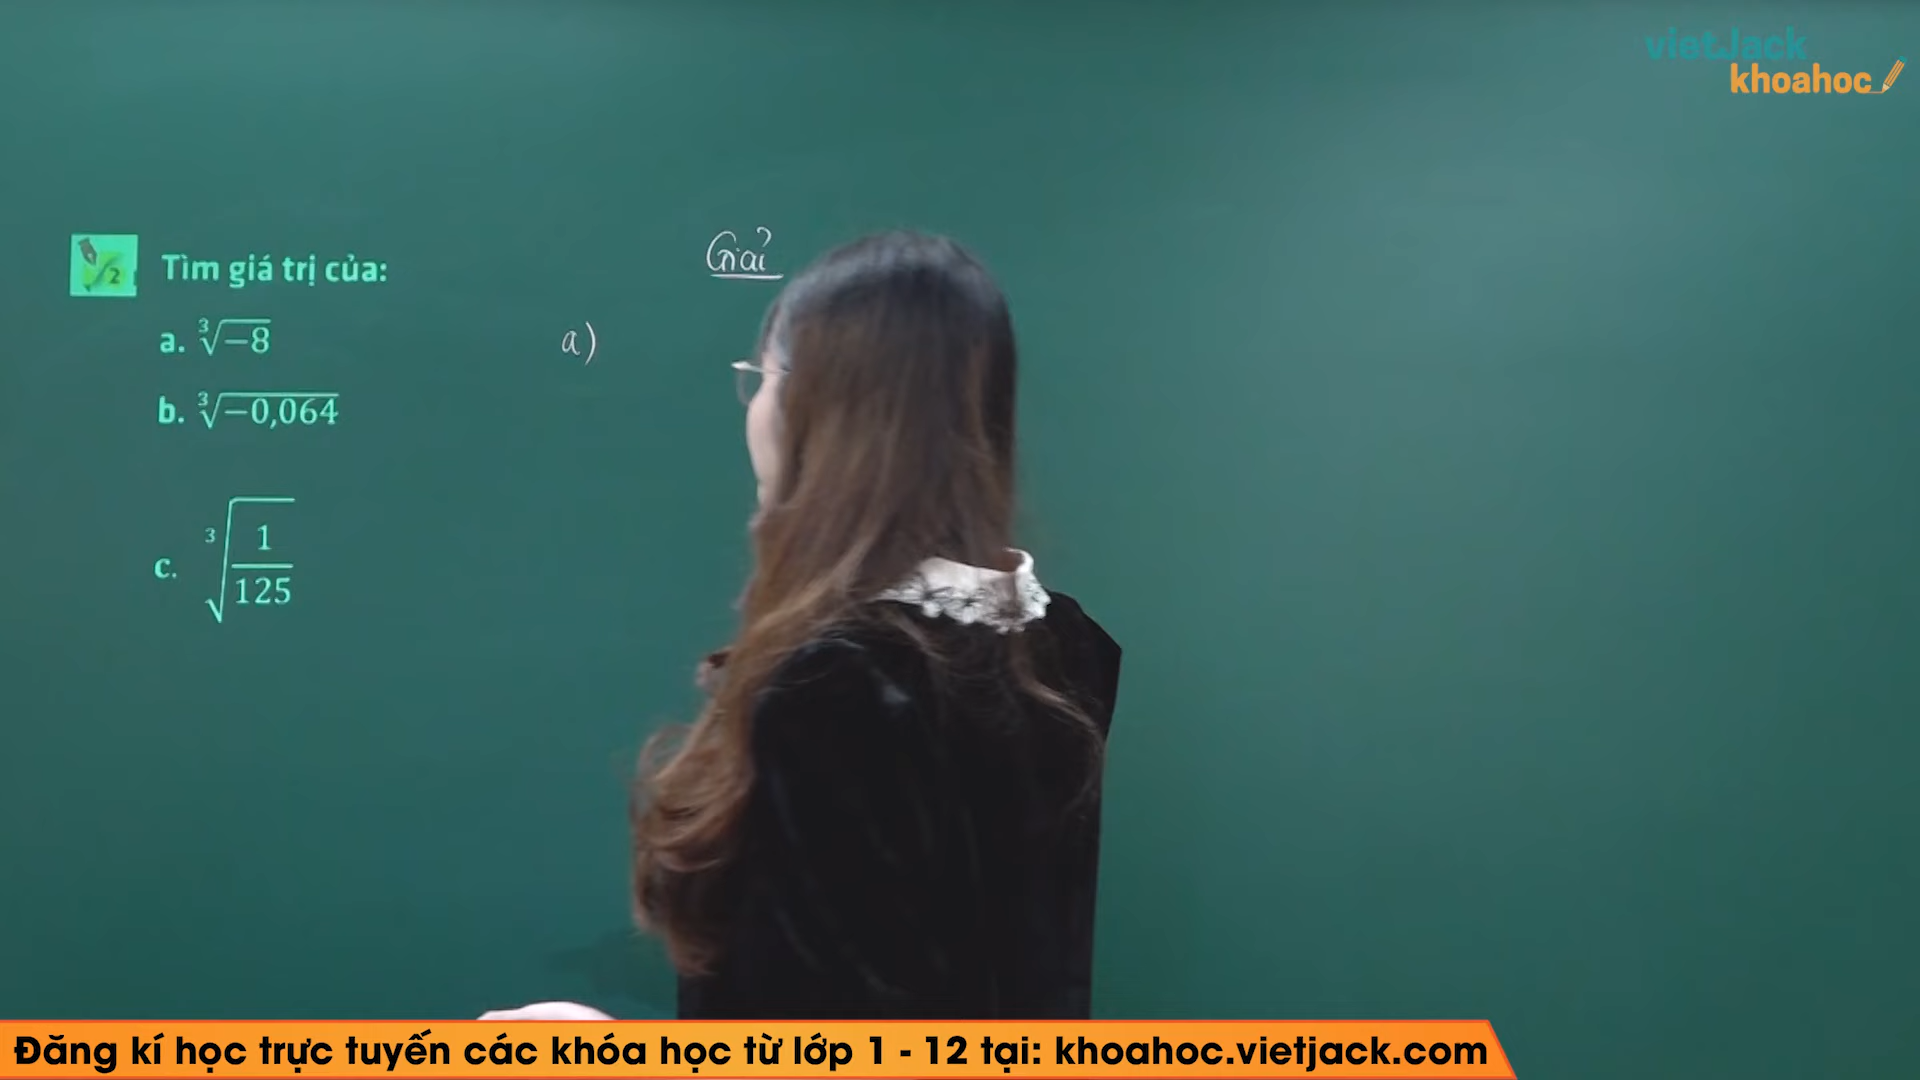 vietJack
khoahoc
√2
Tìm giá trị của:
a. ∛−8
b. ∛−0,064
c. ∛1/125
Giải
a)
Đăng kí học trực tuyến các khóa học từ lớp 1 - 12 tại: khoahoc.vietjack.com